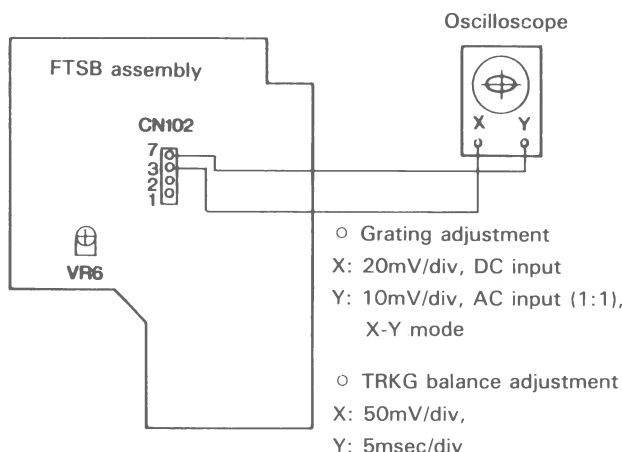 Oscilloscope
FTSB assembly
CN102
X Y
7
3
2
1
VR6
○ Grating adjustment
X: 20mV/div, DC input
Y: 10mV/div, AC input (1:1),
X-Y mode
○ TRKG balance adjustment
X: 50mV/div,
Y: 5msec/div